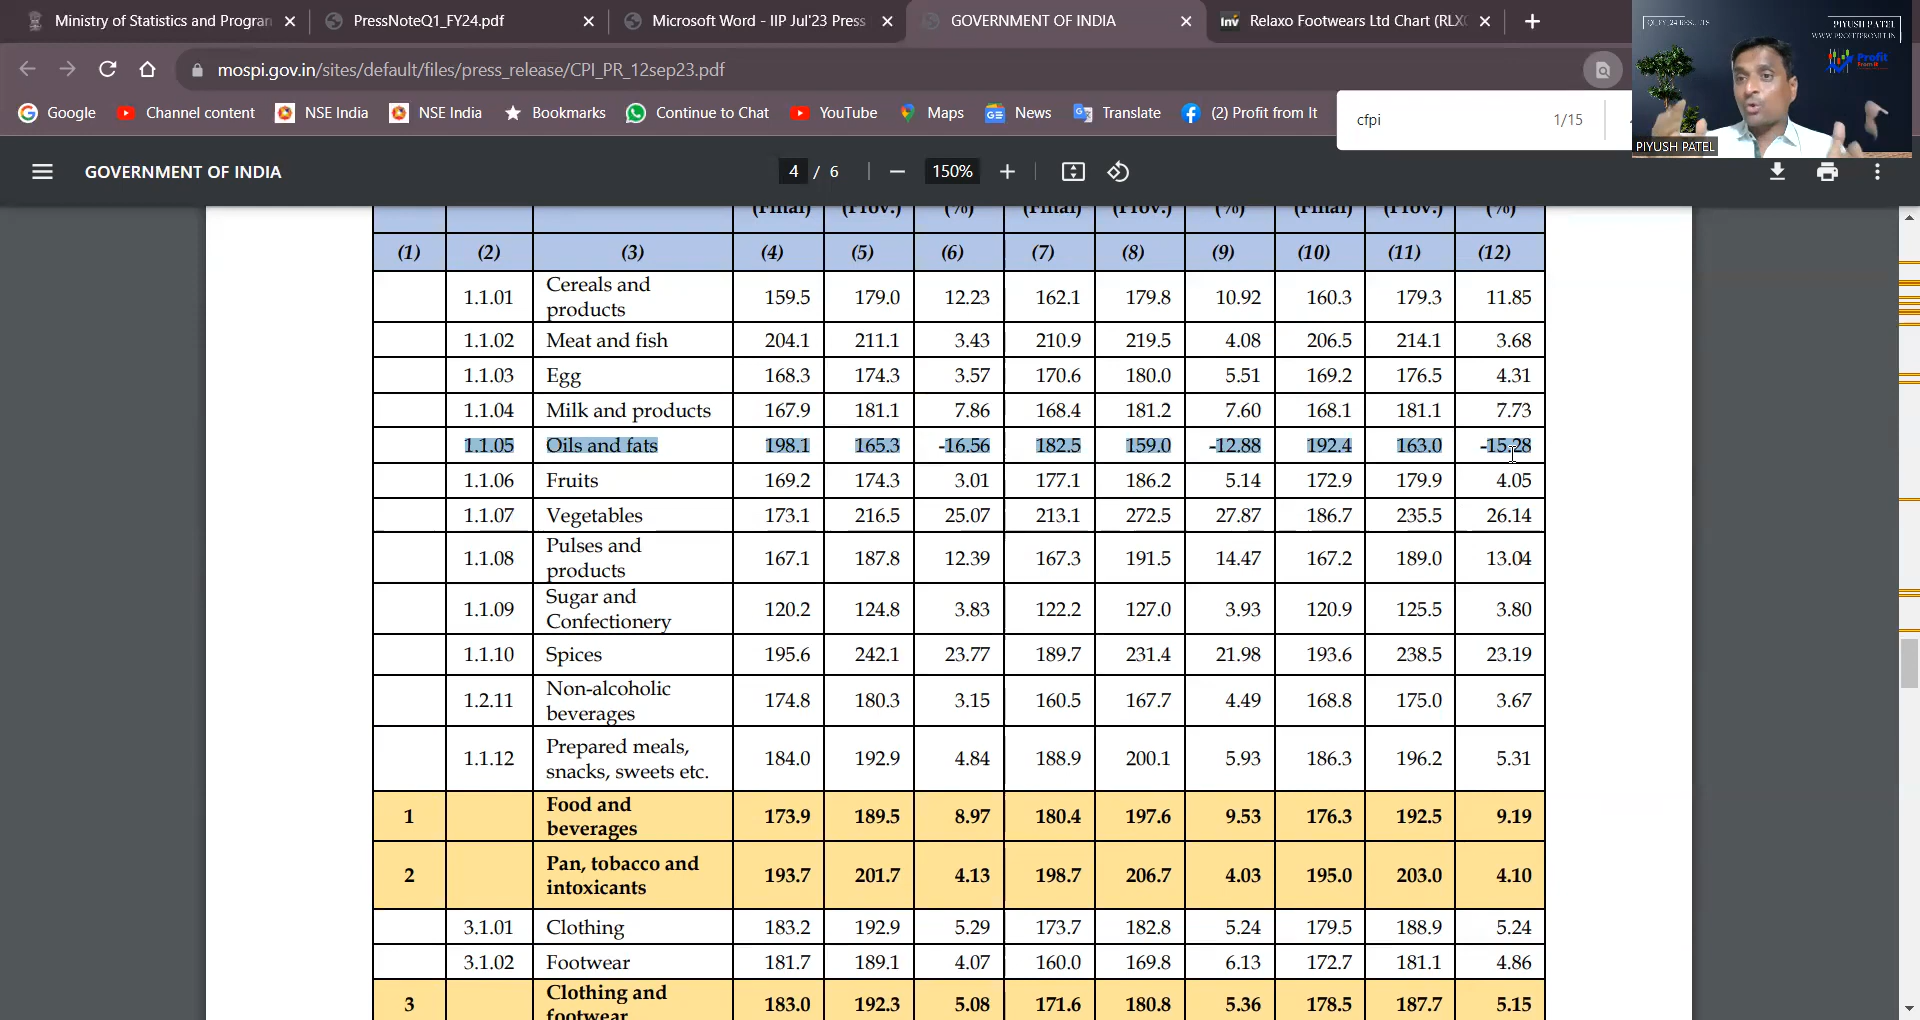 Ministry of Statistics and Progran
PressNoteQ1_FY24.pdf
Microsoft Word - IIP Jul'23 Press
GOVERNMENT OF INDIA
Inv Relaxo Footwears Ltd Chart (RLX
mospi.gov.in/sites/default/files/press_release/CPI_PR_12sep23.pdf
Google
Channel content
NSE India
NSE India
Bookmarks
Continue to Chat
YouTube
Maps
News
Translate
(2) Profit from It
cfpi 1/15
PIYUSH PATEL
WWW.PROFITFROMIT.IN
Profit
From It
PIYUSH PATEL
GOVERNMENT OF INDIA
4 / 6
150%
(Final) (Prov.) (%) (Final) (Prov.) (%) (Final) (Prov.) (%)
(1) (2) (3) (4) (5) (6) (7) (8) (9) (10) (11) (12)
1.1.01 Cereals and products 159.5 179.0 12.23 162.1 179.8 10.92 160.3 179.3 11.85
1.1.02 Meat and fish 204.1 211.1 3.43 210.9 219.5 4.08 206.5 214.1 3.68
1.1.03 Egg 168.3 174.3 3.57 170.6 180.0 5.51 169.2 176.5 4.31
1.1.04 Milk and products 167.9 181.1 7.86 168.4 181.2 7.60 168.1 181.1 7.73
1.1.05 Oils and fats 198.1 165.3 -16.56 182.5 159.0 -12.88 192.4 163.0 -15.28
1.1.06 Fruits 169.2 174.3 3.01 177.1 186.2 5.14 172.9 179.9 4.05
1.1.07 Vegetables 173.1 216.5 25.07 213.1 272.5 27.87 186.7 235.5 26.14
1.1.08 Pulses and products 167.1 187.8 12.39 167.3 191.5 14.47 167.2 189.0 13.04
1.1.09 Sugar and Confectionery 120.2 124.8 3.83 122.2 127.0 3.93 120.9 125.5 3.80
1.1.10 Spices 195.6 242.1 23.77 189.7 231.4 21.98 193.6 238.5 23.19
1.2.11 Non-alcoholic beverages 174.8 180.3 3.15 160.5 167.7 4.49 168.8 175.0 3.67
1.1.12 Prepared meals, snacks, sweets etc. 184.0 192.9 4.84 188.9 200.1 5.93 186.3 196.2 5.31
1 Food and beverages 173.9 189.5 8.97 180.4 197.6 9.53 176.3 192.5 9.19
2 Pan, tobacco and intoxicants 193.7 201.7 4.13 198.7 206.7 4.03 195.0 203.0 4.10
3.1.01 Clothing 183.2 192.9 5.29 173.7 182.8 5.24 179.5 188.9 5.24
3.1.02 Footwear 181.7 189.1 4.07 160.0 169.8 6.13 172.7 181.1 4.86
3 Clothing and footwear 183.0 192.3 5.08 171.6 180.8 5.36 178.5 187.7 5.15